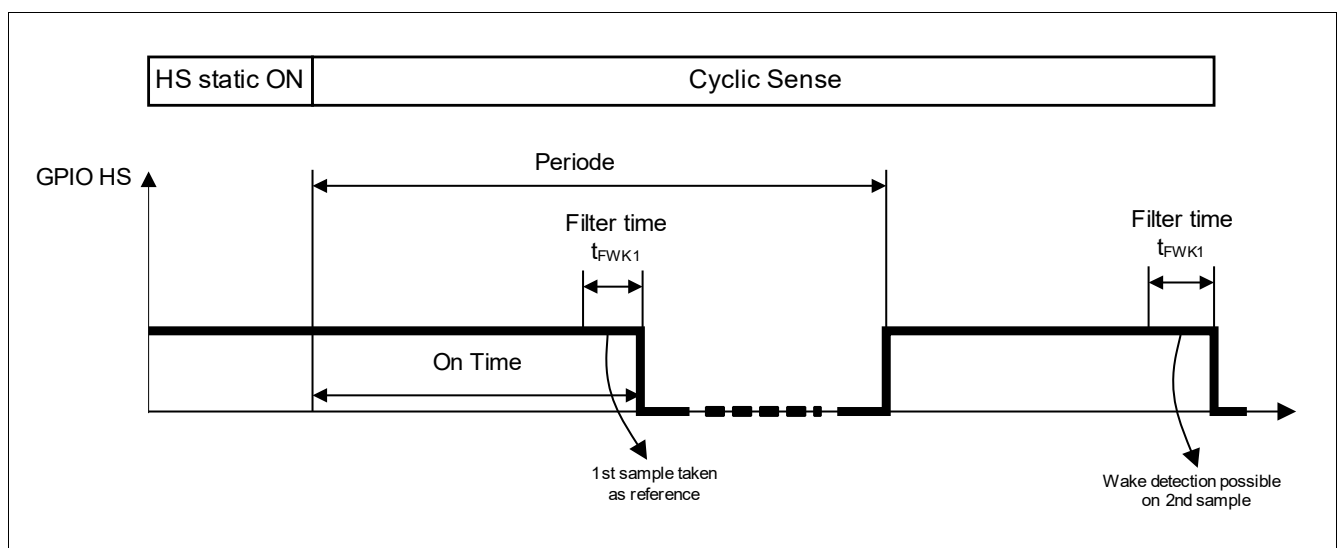 HS static ON
Cyclic Sense
GPIO HS
Periode
Filter time
tFWK1
Filter time
tFWK1
On Time
1st sample taken
as reference
Wake detection possible
on 2nd sample